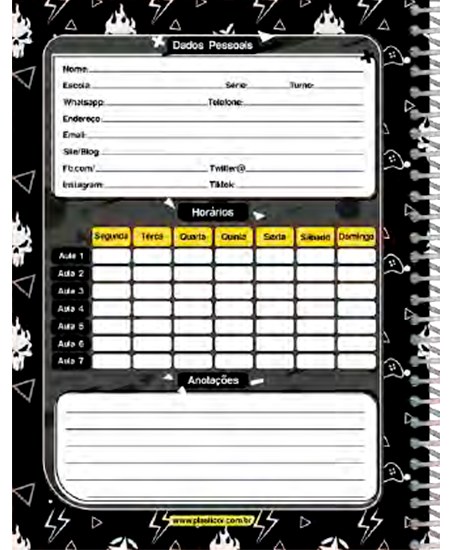 Dados Pessoais
Nome:
Escola: Série: Turno:
Whatsapp: Telefone:
Endereço:
Email:
Site/Blog:
Fb.com/ Twitter@
Instagram: Tiktok:
Horários
Segunda Terça Quarta Quinta Sexta Sábado Domingo
Aula 1
Aula 2
Aula 3
Aula 4
Aula 5
Aula 6
Aula 7
Anotações
www.plasticor.com.br